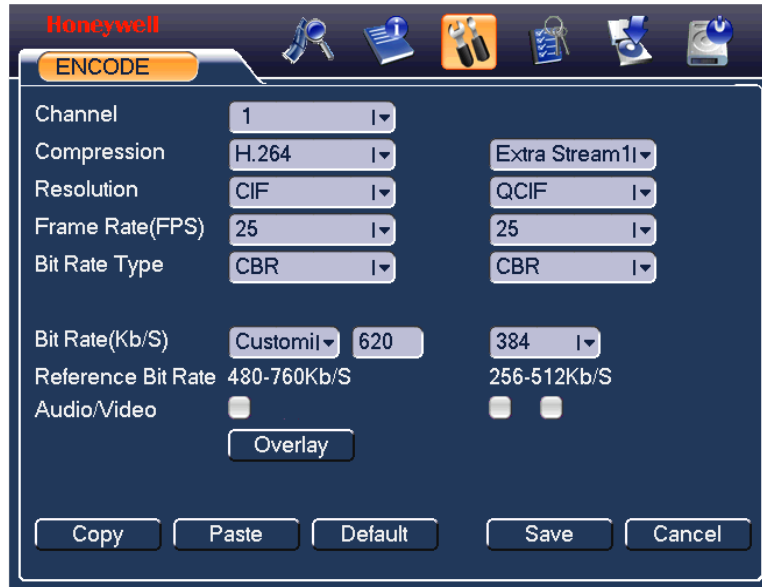 Honeywell
ENCODE
Channel 1
Compression H.264 Extra Stream1
Resolution CIF QCIF
Frame Rate(FPS) 25 25
Bit Rate Type CBR CBR
Bit Rate(Kb/S) Customi 620 384
Reference Bit Rate 480-760Kb/S 256-512Kb/S
Audio/Video
Overlay
Copy Paste Default Save Cancel